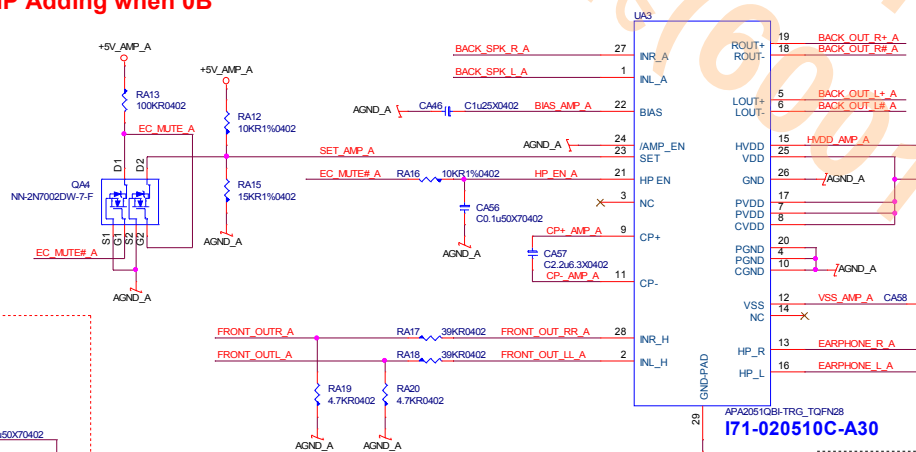 IP Adding when 0B
+5V_AMP_A
RA13
100KR0402
EC_MUTE_A
+5V_AMP_A
RA12
10KR1%0402
SET_AMP_A
RA15
15KR1%0402
AGND_A
D1
D2
QA4
NN-2N7002DW-7-F
S1
G1
S2
G2
EC_MUTE#_A
AGND_A
BACK_SPK_R_A
BACK_SPK_L_A
AGND_A
CA46
C1u25X0402
BIAS_AMP_A
AGND_A
EC_MUTE#_A
RA16
10KR1%0402
HP_EN_A
CA56
C0.1u50X70402
AGND_A
CP+_AMP_A
CA57
C2.2u6.3X0402
CP-_AMP_A
FRONT_OUTR_A
RA17
39KR0402
FRONT_OUT_RR_A
FRONT_OUTL_A
RA18
39KR0402
FRONT_OUT_LL_A
RA19
4.7KR0402
RA20
4.7KR0402
AGND_A
AGND_A
u50X70402
UA3
27
INR_A
1
INL_A
22
BIAS
24
/AMP_EN
23
SET
21
HP EN
3
NC
9
CP+
11
CP-
28
INR_H
2
INL_H
ROUT+
19
BACK_OUT_R+_A
ROUT-
18
BACK_OUT_R#_A
LOUT+
5
BACK_OUT_L+_A
LOUT-
6
BACK_OUT_L#_A
HVDD
15
HVDD_AMP_A
VDD
25
GND
26
AGND_A
PVDD
17
PVDD
7
CVDD
8
PGND
20
PGND
4
CGND
10
AGND_A
VSS
12
VSS_AMP_A
CA58
NC
14
HP_R
13
EARPHONE_R_A
HP_L
16
EARPHONE_L_A
GND-PAD
29
APA2051QBI-TRG_TQFN28
I71-020510C-A30